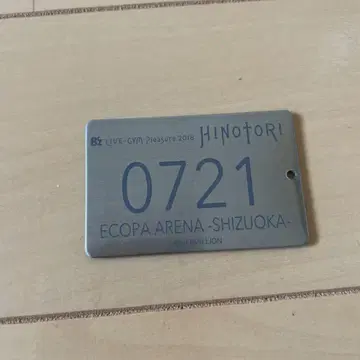 B'z LIVE-GYM Pleasure 2018 HINOTORI
0721
ECOPA ARENA -SHIZUOKA-